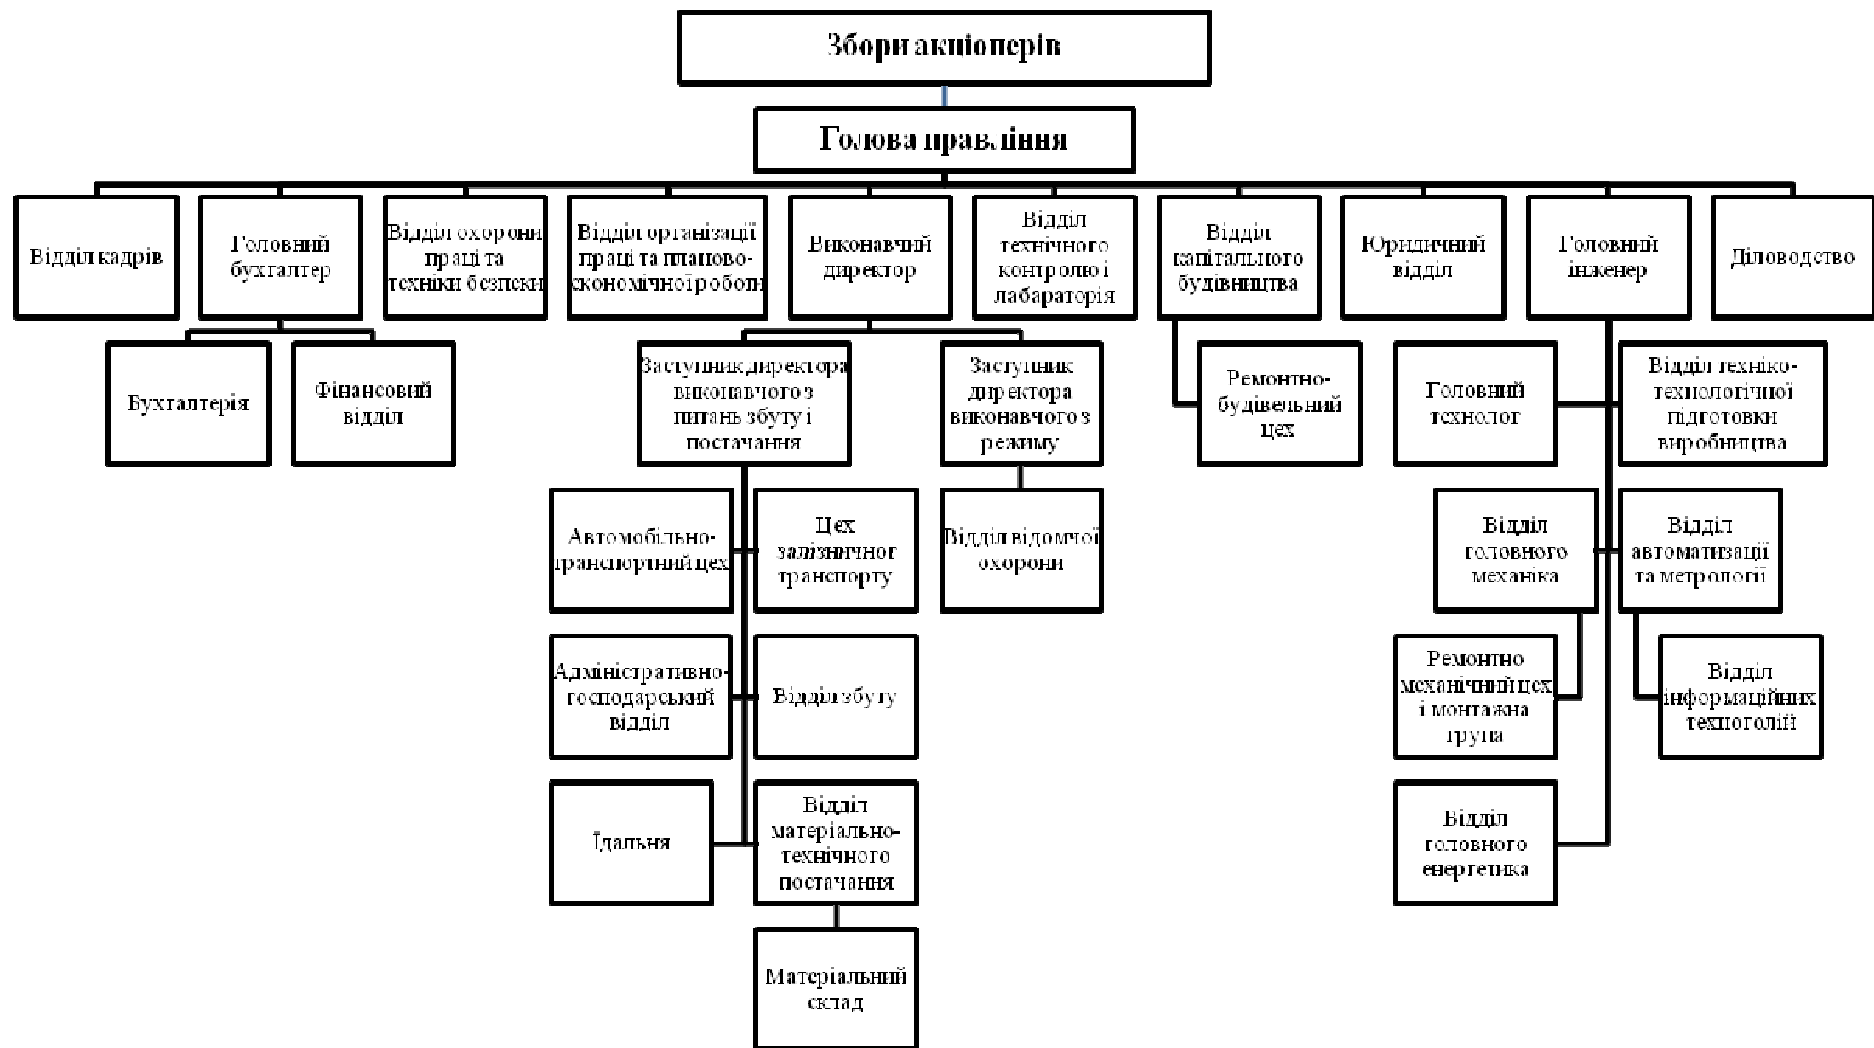 Збори акціонерів
Голова правління
Відділ кадрів
Головний
бухгалтер
Відділ охорони
праці та
техніки безпеки
Відділ організації
праці та планово-
економічної роботи
Виконавчий
директор
Відділ
технічного
контролю і
лабараторія
Відділ
капітального
будівництва
Юридичний
відділ
Головний
інженер
Діловодство
Бухгалтерія
Фінансовий
відділ
Заступник директора
виконавчого з
питань збуту і
постачання
Заступник
директора
виконавчого з
режиму
Ремонтно-
будівельний
цех
Головний
технолог
Відділ техніко-
технологічної
підготовки
виробництва
Автомобільно-
транспортний цех
Цех
залізничного
транспорту
Відділ відомчої
охорони
Відділ
головного
механіка
Відділ
автоматизації
та метрології
Адміністративно-
господарський
відділ
Відділ збуту
Ремонтно
механічний цех
і монтажна
група
Відділ
інформаційних
техноголій
Їдальня
Відділ
матеріально-
технічного
постачання
Відділ
головного
енергетика
Матеріальний
склад